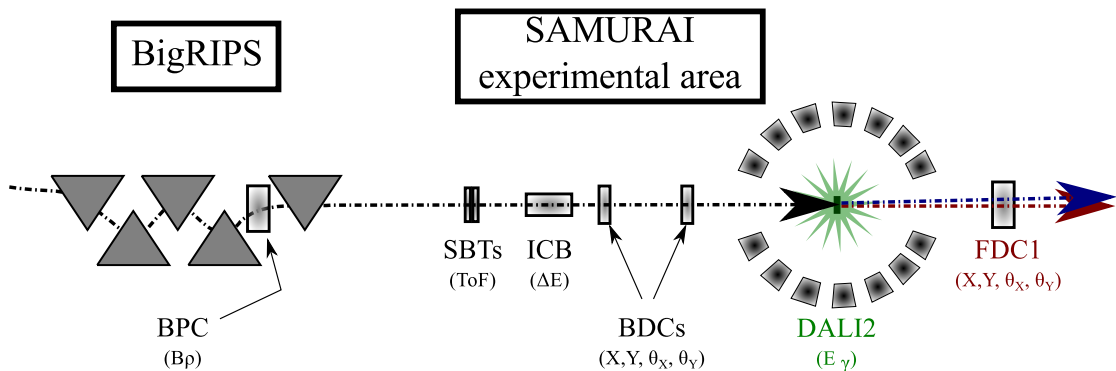 BigRIPS
SAMURAI
experimental area
SBTs
(ToF)
ICB
(ΔE)
FDC1
(X,Y, θX, θY)
BPC
(Bρ)
BDCs
(X,Y, θX, θY)
DALI2
(E γ)